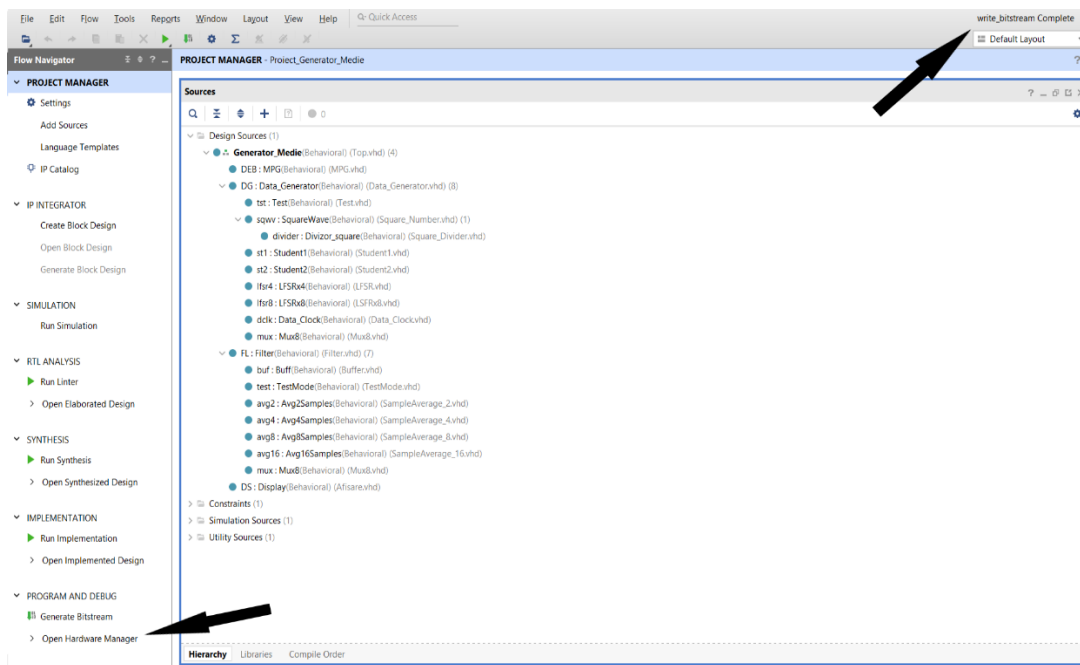 File Edit Flow Tools Reports Window Layout View Help Q- Quick Access write_bitstream Complete
Default Layout
Flow Navigator ? _ PROJECT MANAGER - Project_Generator_Medie ?
PROJECT MANAGER
Settings
Add Sources
Language Templates
IP Catalog
IP INTEGRATOR
Create Block Design
Open Block Design
Generate Block Design
SIMULATION
Run Simulation
RTL ANALYSIS
Run Linter
Open Elaborated Design
SYNTHESIS
Run Synthesis
Open Synthesized Design
IMPLEMENTATION
Run Implementation
Open Implemented Design
PROGRAM AND DEBUG
Generate Bitstream
Open Hardware Manager
Sources
0
Design Sources (1)
Generator_Medie(Behavioral) (Top.vhd) (4)
DEB : MPG(Behavioral) (MPG.vhd)
DG : Data_Generator(Behavioral) (Data_Generator.vhd) (8)
tst : Test(Behavioral) (Test.vhd)
sqwv : SquareWave(Behavioral) (Square_Number.vhd) (1)
divider : Divizor_square(Behavioral) (Square_Divider.vhd)
st1 : Student1(Behavioral) (Student1.vhd)
st2 : Student2(Behavioral) (Student2.vhd)
lfsr4 : LFSRx4(Behavioral) (LFSR.vhd)
lfsr8 : LFSRx8(Behavioral) (LSFRx8.vhd)
dclk : Data_Clock(Behavioral) (Data_Clock.vhd)
mux : Mux8(Behavioral) (Mux8.vhd)
FL : Filter(Behavioral) (Filter.vhd) (7)
buf : Buff(Behavioral) (Buffer.vhd)
test : TestMode(Behavioral) (TestMode.vhd)
avg2 : Avg2Samples(Behavioral) (SampleAverage_2.vhd)
avg4 : Avg4Samples(Behavioral) (SampleAverage_4.vhd)
avg8 : Avg8Samples(Behavioral) (SampleAverage_8.vhd)
avg16 : Avg16Samples(Behavioral) (SampleAverage_16.vhd)
mux : Mux8(Behavioral) (Mux8.vhd)
DS : Display(Behavioral) (Afisare.vhd)
Constraints (1)
Simulation Sources (1)
Utility Sources (1)
Hierarchy Libraries Compile Order